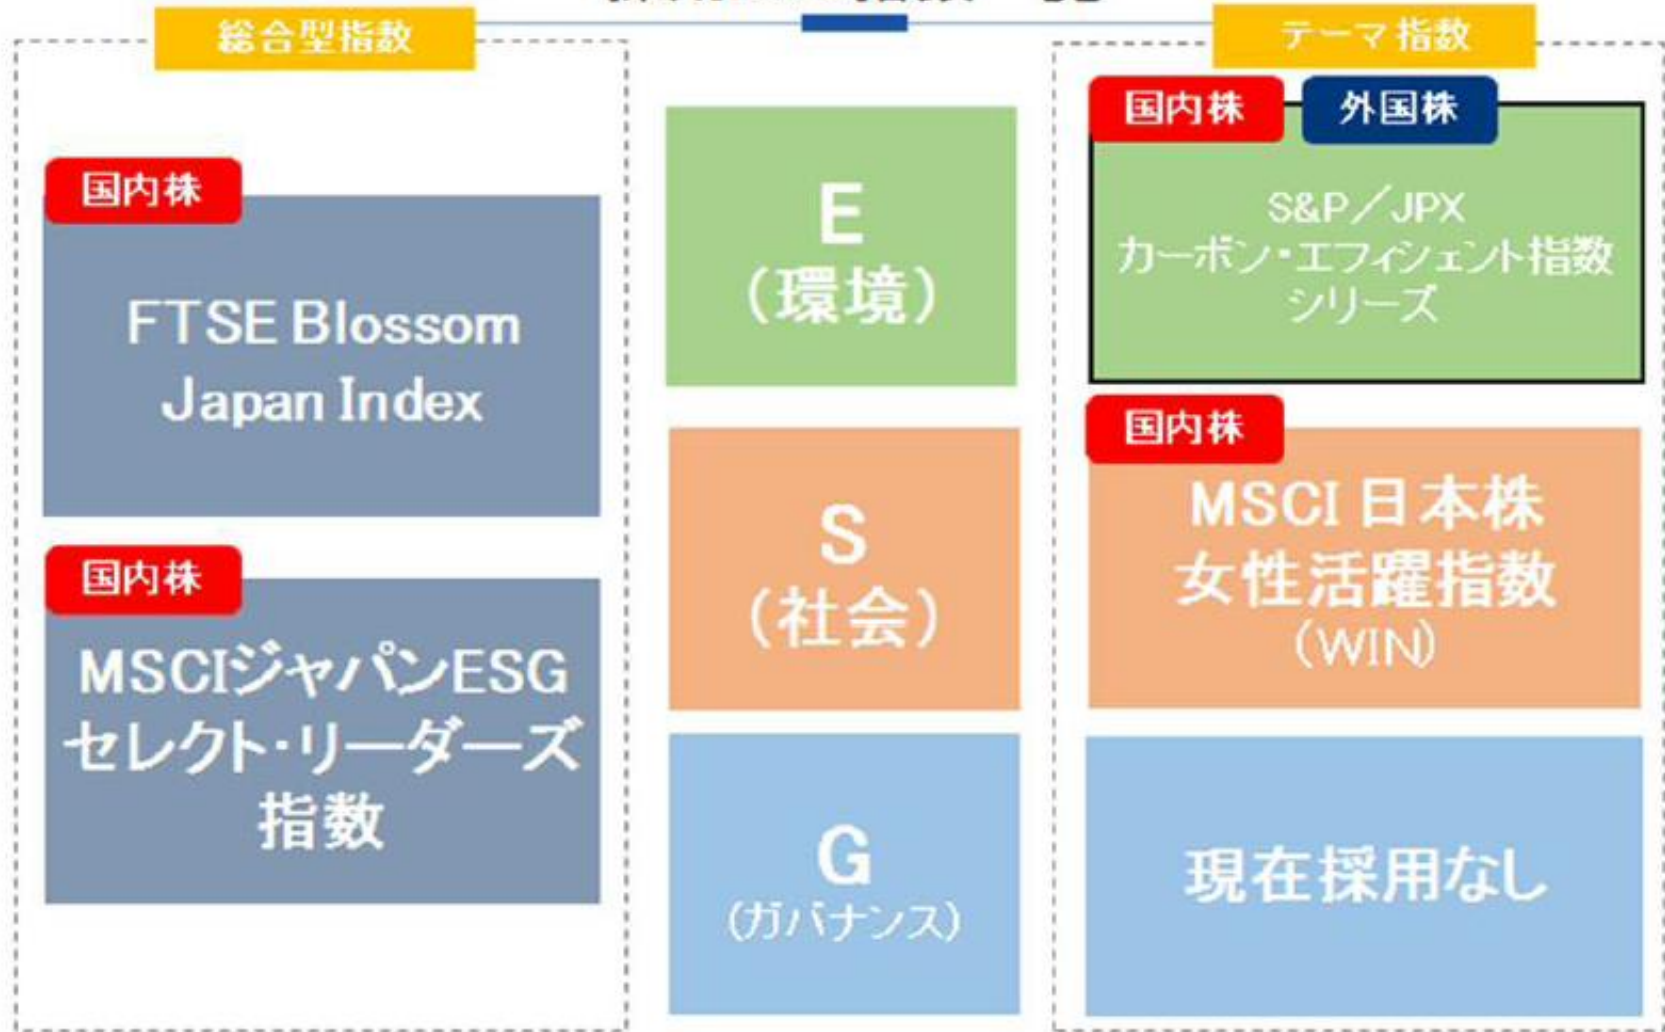 総合型指数
国内株
FTSE Blossom
Japan Index
国内株
MSCIジャパンESG
セレクト・リーダーズ
指数
E
（環境）
S
（社会）
G
（ガバナンス）
テーマ指数
国内株
外国株
S&P／JPX
カーボン・エフィシェント指数
シリーズ
国内株
MSCI 日本株
女性活躍指数
（WIN）
現在採用なし